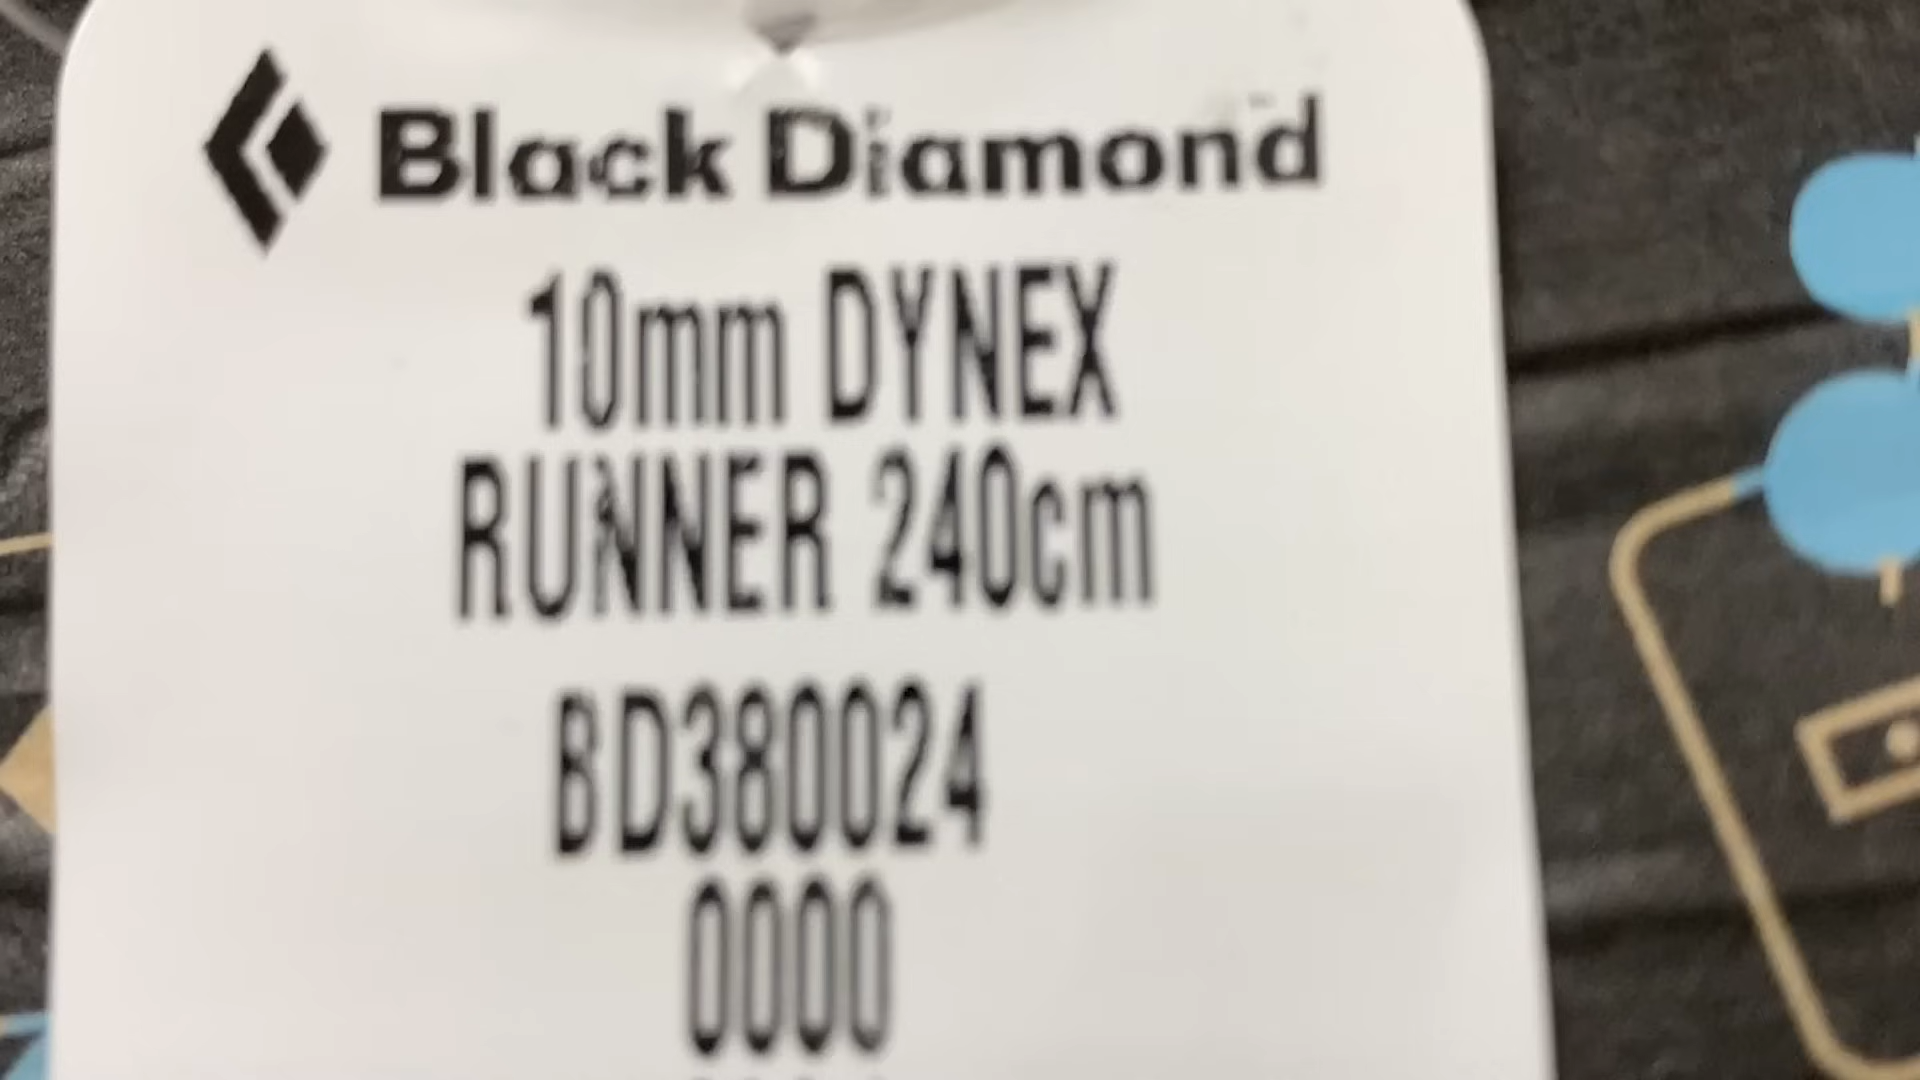 Black Diamond
10mm DYNEX
RUNNER 240cm
BD380024
0000